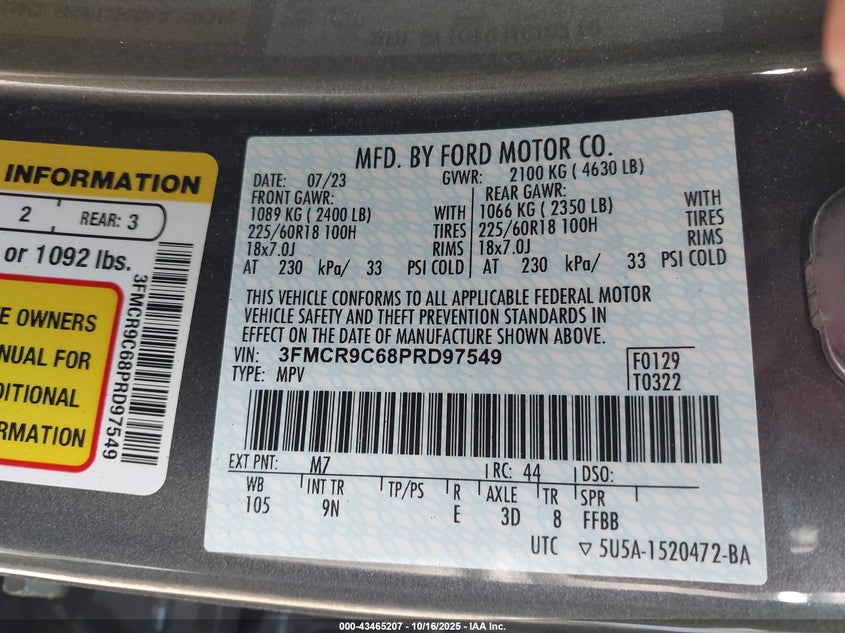 INFORMATION
2 REAR: 3
or 1092 lbs.
E OWNERS
NUAL FOR
DITIONAL
RMATION
3FMCR9C68PRD97549
MFD. BY FORD MOTOR CO.
DATE: 07/23 GVWR: 2100 KG ( 4630 LB)
FRONT GAWR: REAR GAWR:
1089 KG ( 2400 LB) WITH 1066 KG ( 2350 LB) WITH
225/60R18 100H TIRES 225/60R18 100H TIRES
18x7.0J RIMS 18x7.0J RIMS
AT 230 kPa/ 33 PSI COLD AT 230 kPa/ 33 PSI COLD
THIS VEHICLE CONFORMS TO ALL APPLICABLE FEDERAL MOTOR
VEHICLE SAFETY AND THEFT PREVENTION STANDARDS IN
EFFECT ON THE DATE OF MANUFACTURE SHOWN ABOVE.
VIN: 3FMCR9C68PRD97549 F0129
TYPE: MPV T0322
EXT PNT: M7 RC: 44 DSO:
WB INT TR TP/PS R AXLE TR SPR
105 9N E 3D 8 FFBB
UTC ▽ 5U5A-1520472-BA
000-43465207 - 10/16/2025 - IAA Inc.